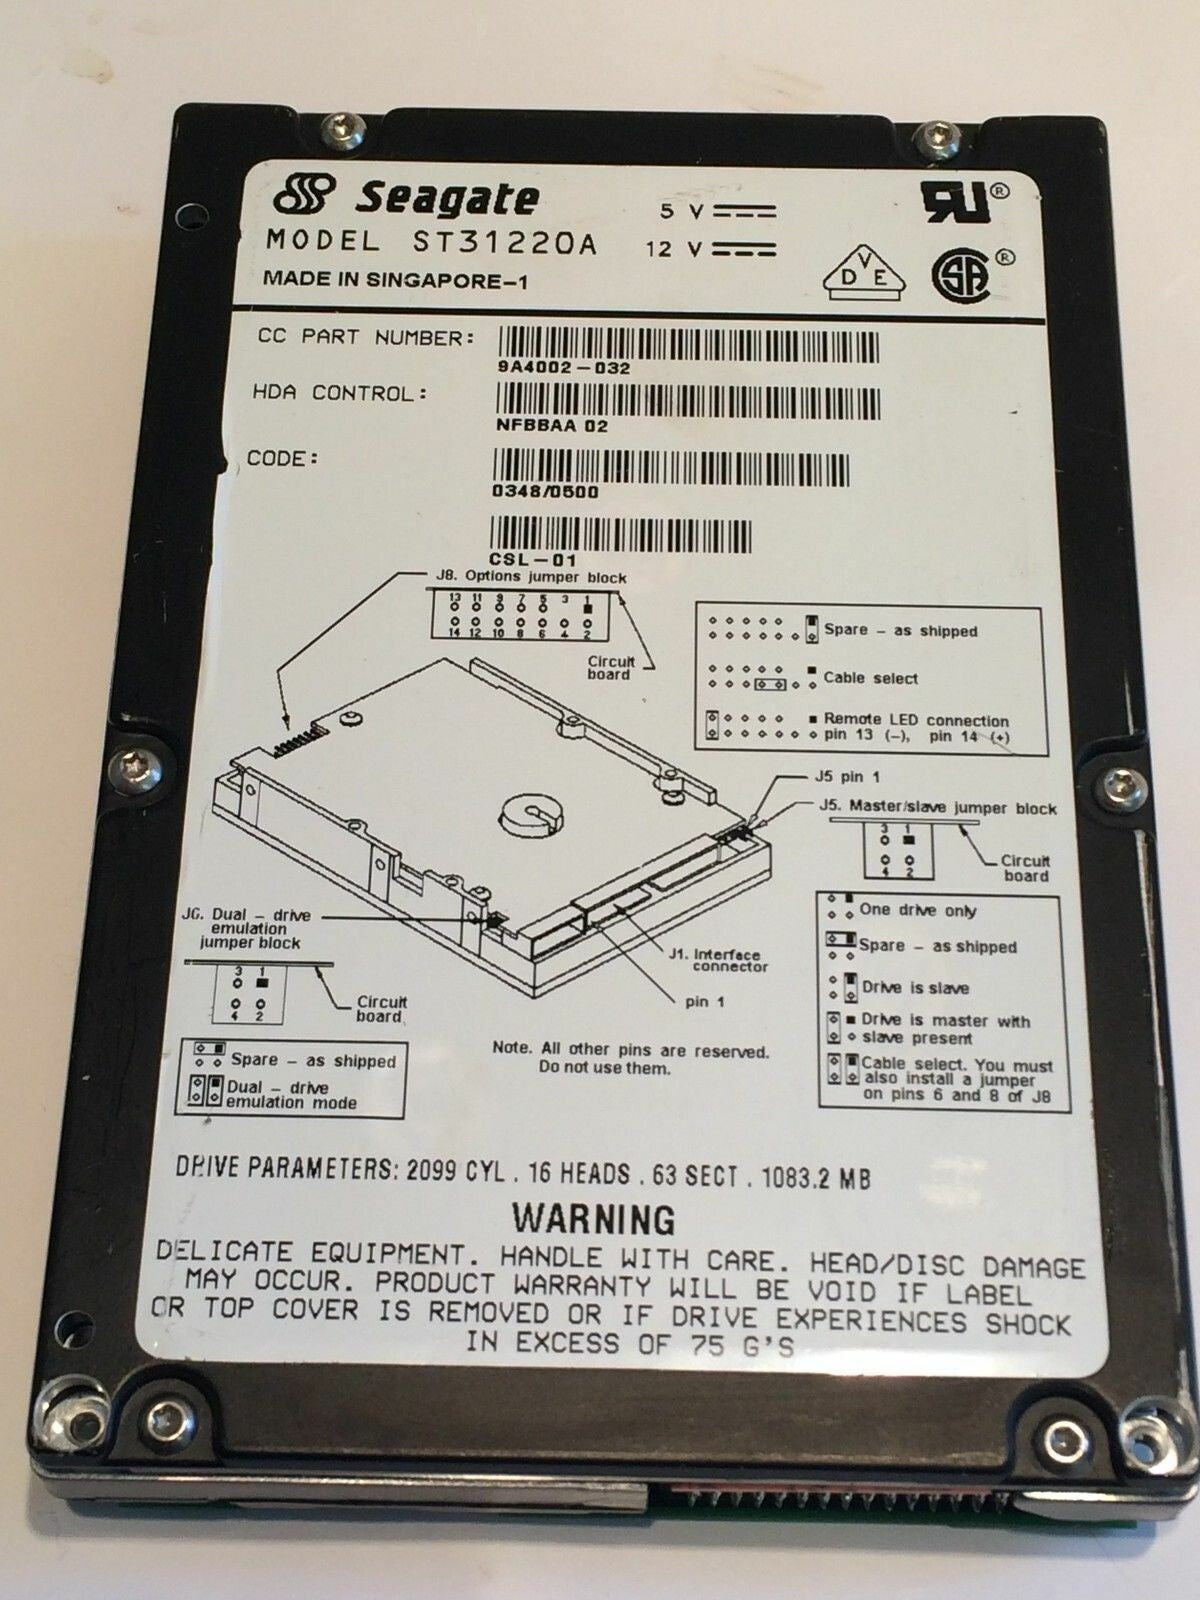 Seagate
5 V
MODEL ST31220A
12 V
®
VDE
SA ®
MADE IN SINGAPORE-1
CC PART NUMBER:
9A4002-032
HDA CONTROL:
NFBBAA 02
CODE:
0348/0500
CSL-01
J8. Options jumper block
13 11 9 7 5 3 1
14 12 10 8 6 4 2
Circuit
board
Spare - as shipped
Cable select
Remote LED connection
pin 13 (-), pin 14 (+)
J5 pin 1
J5. Master/slave jumper block
3 1
4 2
Circuit
board
One drive only
Spare - as shipped
Drive is slave
Drive is master with
slave present
Cable select. You must
also install a jumper
on pins 6 and 8 of J8
J6. Dual - drive
emulation
jumper block
3 1
4 2
Circuit
board
J1. Interface
connector
pin 1
Spare - as shipped
Dual - drive
emulation mode
Note. All other pins are reserved.
Do not use them.
DRIVE PARAMETERS: 2099 CYL . 16 HEADS . 63 SECT . 1083.2 MB
WARNING
DELICATE EQUIPMENT. HANDLE WITH CARE. HEAD/DISC DAMAGE
MAY OCCUR. PRODUCT WARRANTY WILL BE VOID IF LABEL
OR TOP COVER IS REMOVED OR IF DRIVE EXPERIENCES SHOCK
IN EXCESS OF 75 G'S